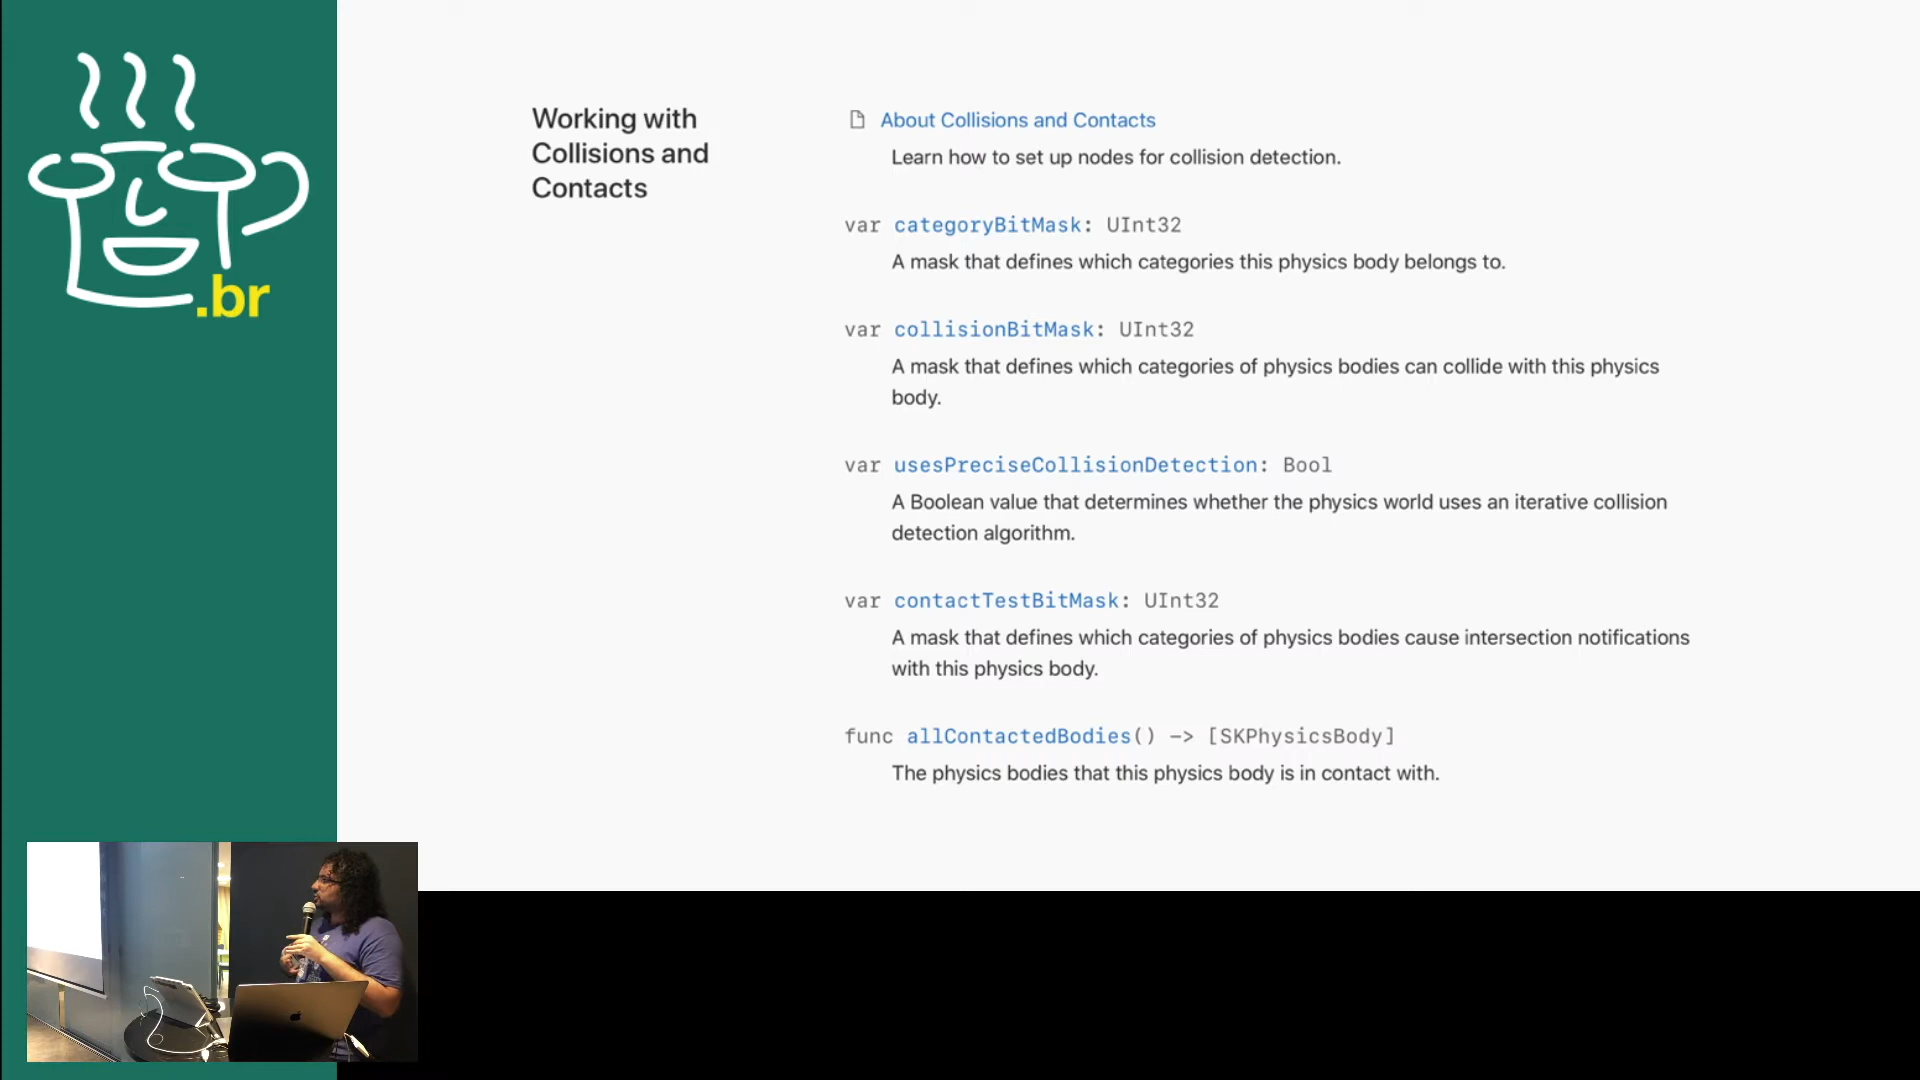 .br
Working with
Collisions and
Contacts
About Collisions and Contacts
Learn how to set up nodes for collision detection.
var categoryBitMask: UInt32
A mask that defines which categories this physics body belongs to.
var collisionBitMask: UInt32
A mask that defines which categories of physics bodies can collide with this physics
body.
var usesPreciseCollisionDetection: Bool
A Boolean value that determines whether the physics world uses an iterative collision
detection algorithm.
var contactTestBitMask: UInt32
A mask that defines which categories of physics bodies cause intersection notifications
with this physics body.
func allContactedBodies() -> [SKPhysicsBody]
The physics bodies that this physics body is in contact with.